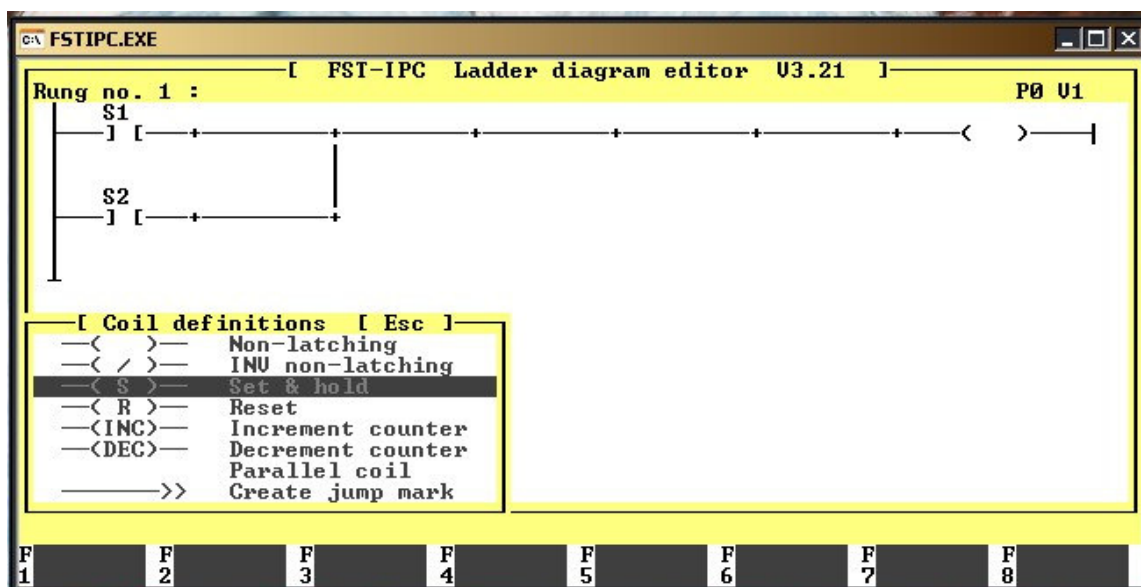 FSTIPC.EXE
[ FST-IPC Ladder diagram editor V3.21 ]
Rung no. 1 : P0 V1
S1
] [
( )
S2
] [
[ Coil definitions [ Esc ]
( ) Non-latching
( / ) INV non-latching
( S ) Set & hold
( R ) Reset
(INC) Increment counter
(DEC) Decrement counter
Parallel coil
>> Create jump mark
F1 F2 F3 F4 F5 F6 F7 F8